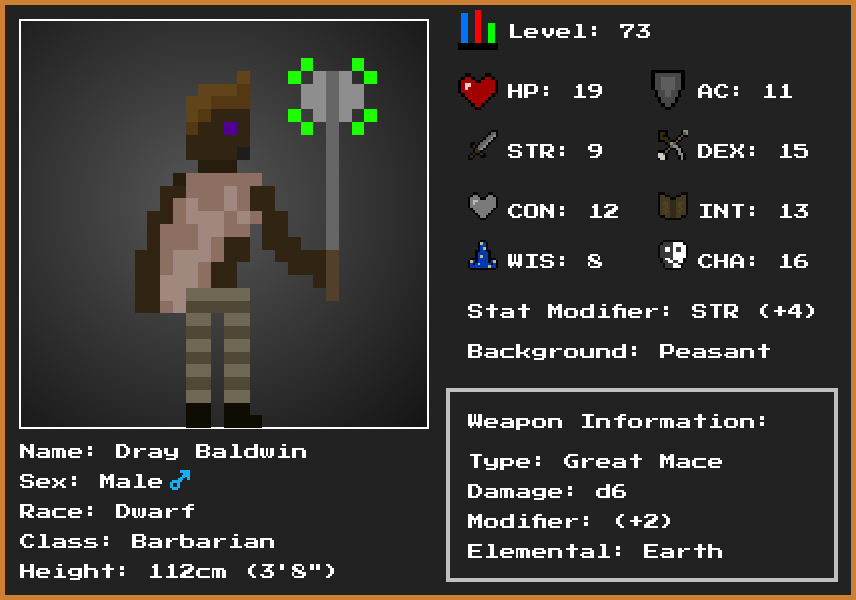 Level: 73
HP: 19
AC: 11
STR: 9
DEX: 15
CON: 12
INT: 13
WIS: 8
CHA: 16
Stat Modifier: STR (+4)
Background: Peasant
Weapon Information:
Type: Great Mace
Damage: d6
Modifier: (+2)
Elemental: Earth
Name: Dray Baldwin
Sex: Male ♂
Race: Dwarf
Class: Barbarian
Height: 112cm (3'8")